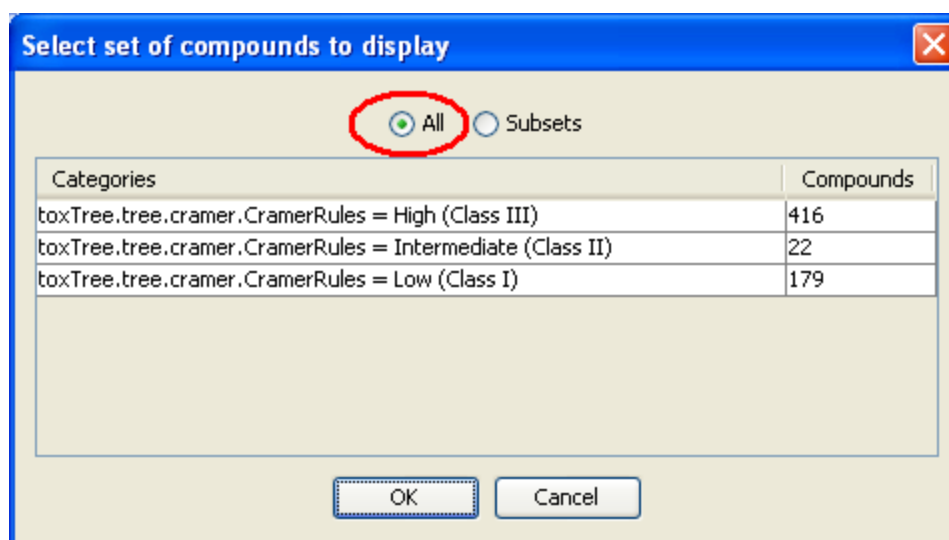 Select set of compounds to display
All Subsets
Categories Compounds
toxTree.tree.cramer.CramerRules = High (Class III) 416
toxTree.tree.cramer.CramerRules = Intermediate (Class II) 22
toxTree.tree.cramer.CramerRules = Low (Class I) 179
OK Cancel